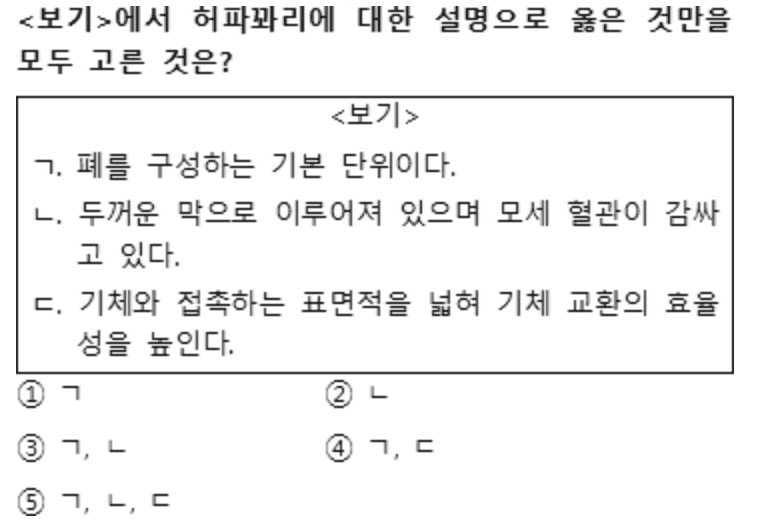 <보기>에서 허파꽈리에 대한 설명으로 옳은 것만을
모두 고른 것은?
<보기>
ㄱ. 폐를 구성하는 기본 단위이다.
ㄴ. 두꺼운 막으로 이루어져 있으며 모세 혈관이 감싸
고 있다.
ㄷ. 기체와 접촉하는 표면적을 넓혀 기체 교환의 효율
성을 높인다.
① ㄱ ② ㄴ
③ ㄱ, ㄴ ④ ㄱ, ㄷ
⑤ ㄱ, ㄴ, ㄷ